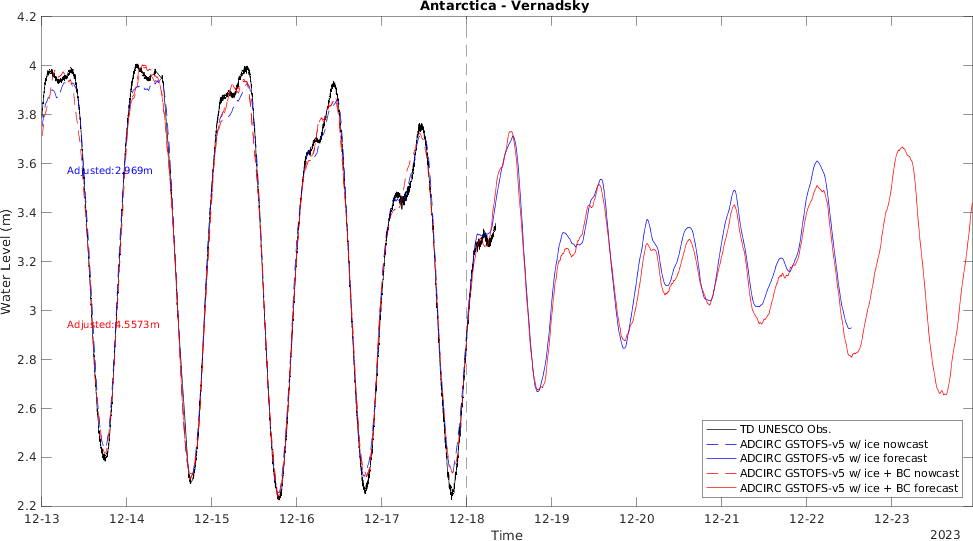 Antarctica - Vernadsky
4.2
4
3.8
3.6
3.4
3.2
3
2.8
2.6
2.4
2.2
Water Level (m)
Adjusted:2.969m
Adjusted:4.5573m
TD UNESCO Obs.
ADCIRC GSTOFS-v5 w/ ice nowcast
ADCIRC GSTOFS-v5 w/ ice forecast
ADCIRC GSTOFS-v5 w/ ice + BC nowcast
ADCIRC GSTOFS-v5 w/ ice + BC forecast
12-13 12-14 12-15 12-16 12-17 12-18 12-19 12-20 12-21 12-22 12-23
Time
2023